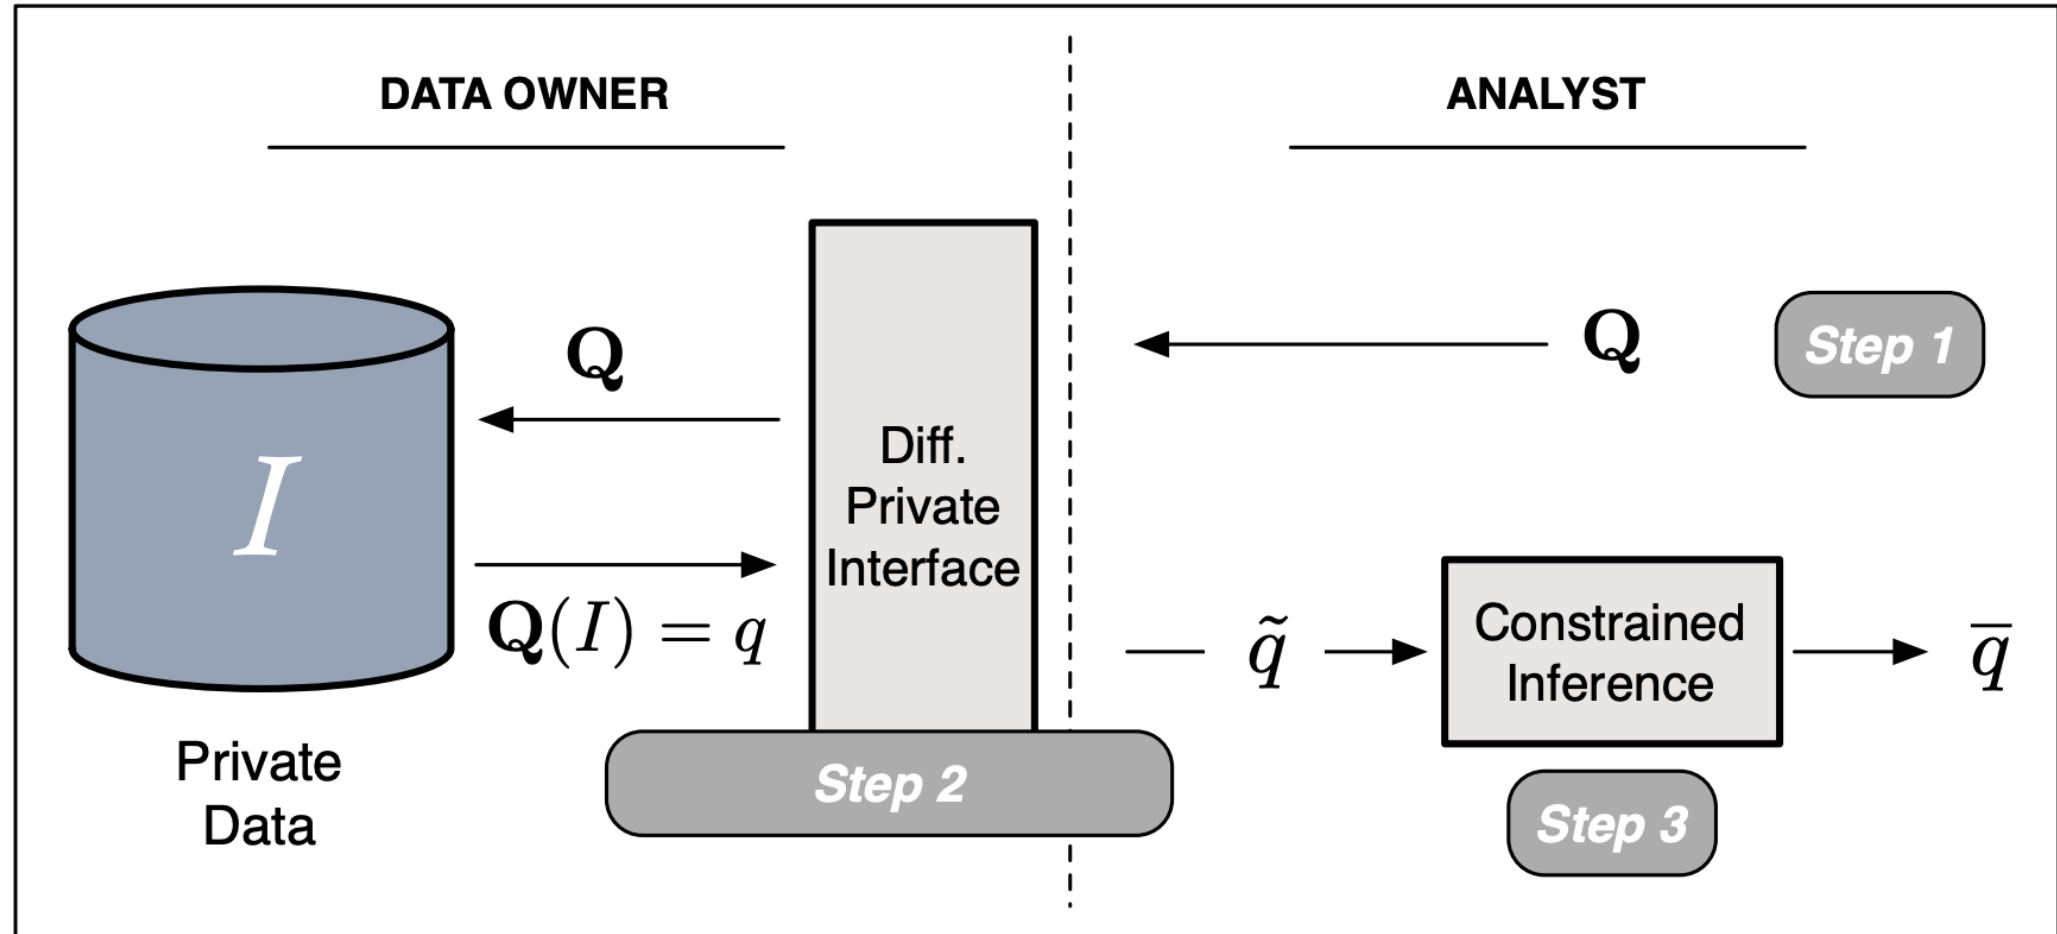 DATA OWNER
ANALYST
Q
Step 1
Q
I
Diff.
Private
Interface
Q(I) = q
q̃
Constrained
Inference
q̅
Private
Data
Step 2
Step 3